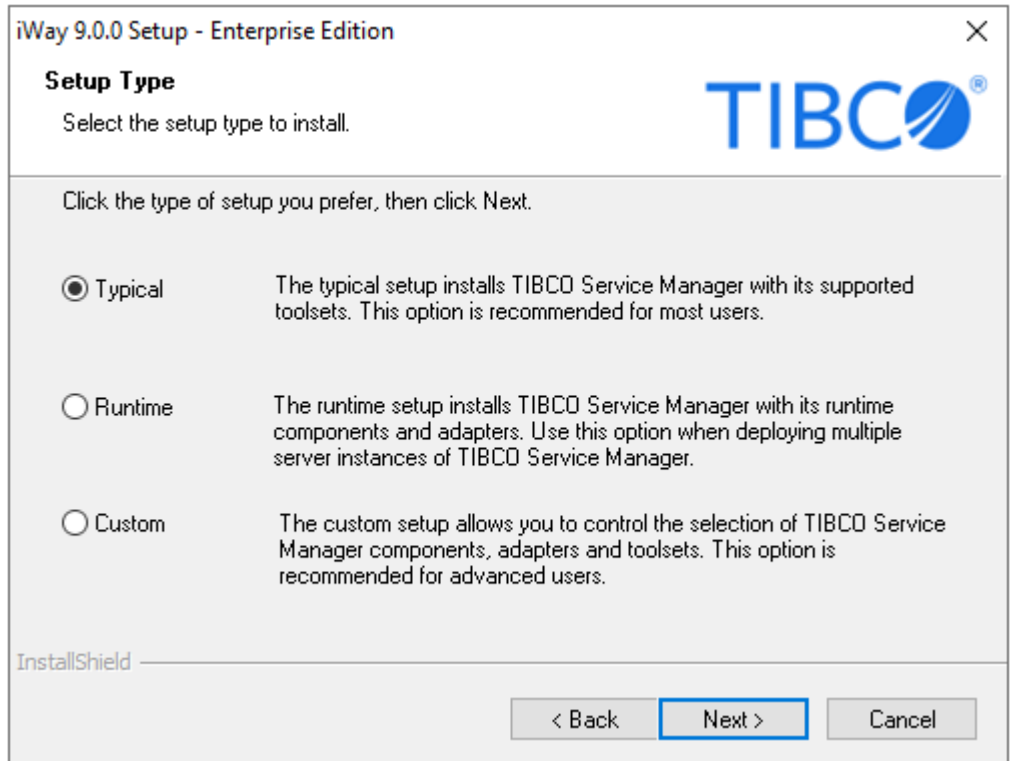 iWay 9.0.0 Setup - Enterprise Edition
Setup Type
Select the setup type to install.
TIBCO®
Click the type of setup you prefer, then click Next.
Typical
The typical setup installs TIBCO Service Manager with its supported
toolsets. This option is recommended for most users.
Runtime
The runtime setup installs TIBCO Service Manager with its runtime
components and adapters. Use this option when deploying multiple
server instances of TIBCO Service Manager.
Custom
The custom setup allows you to control the selection of TIBCO Service
Manager components, adapters and toolsets. This option is
recommended for advanced users.
InstallShield
< Back
Next >
Cancel